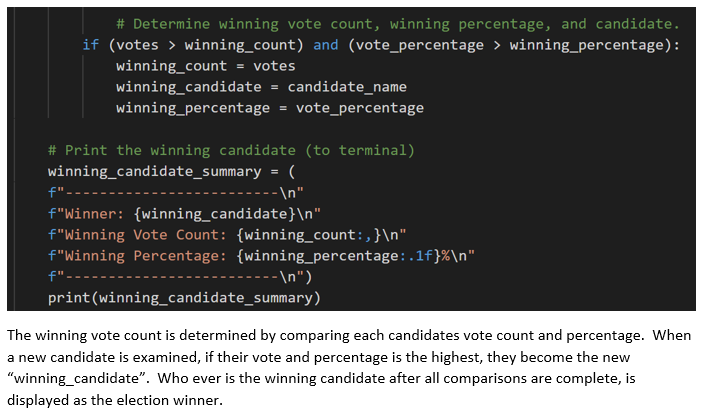 # Determine winning vote count, winning percentage, and candidate.
if (votes > winning_count) and (vote_percentage > winning_percentage):
winning_count = votes
winning_candidate = candidate_name
winning_percentage = vote_percentage
# Print the winning candidate (to terminal)
winning_candidate_summary = (
f"--------------------------\n"
f"Winner: {winning_candidate}\n"
f"Winning Vote Count: {winning_count:,}\n"
f"Winning Percentage: {winning_percentage:.1f}%\n"
f"--------------------------\n")
print(winning_candidate_summary)
The winning vote count is determined by comparing each candidates vote count and percentage.  When
a new candidate is examined, if their vote and percentage is the highest, they become the new
“winning_candidate”.  Who ever is the winning candidate after all comparisons are complete, is
displayed as the election winner.